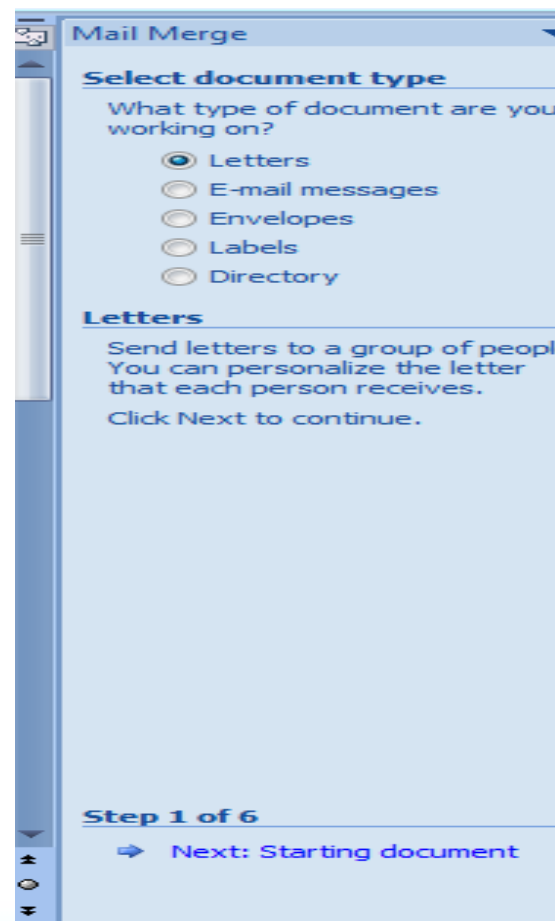 Mail Merge
Select document type
What type of document are you
working on?
Letters
E-mail messages
Envelopes
Labels
Directory
Letters
Send letters to a group of peopl
You can personalize the letter
that each person receives.
Click Next to continue.
Step 1 of 6
Next: Starting document